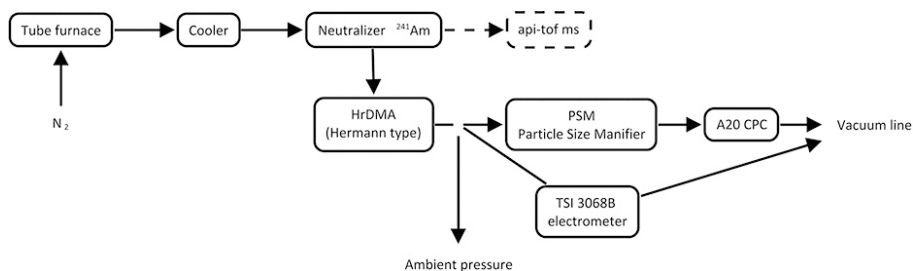 Tube furnace
Cooler
Neutralizer ²⁴¹Am
api-tof ms
N ₂
HrDMA
(Hermann type)
PSM
Particle Size Manifier
A20 CPC
Vacuum line
TSI 3068B
electrometer
Ambient pressure